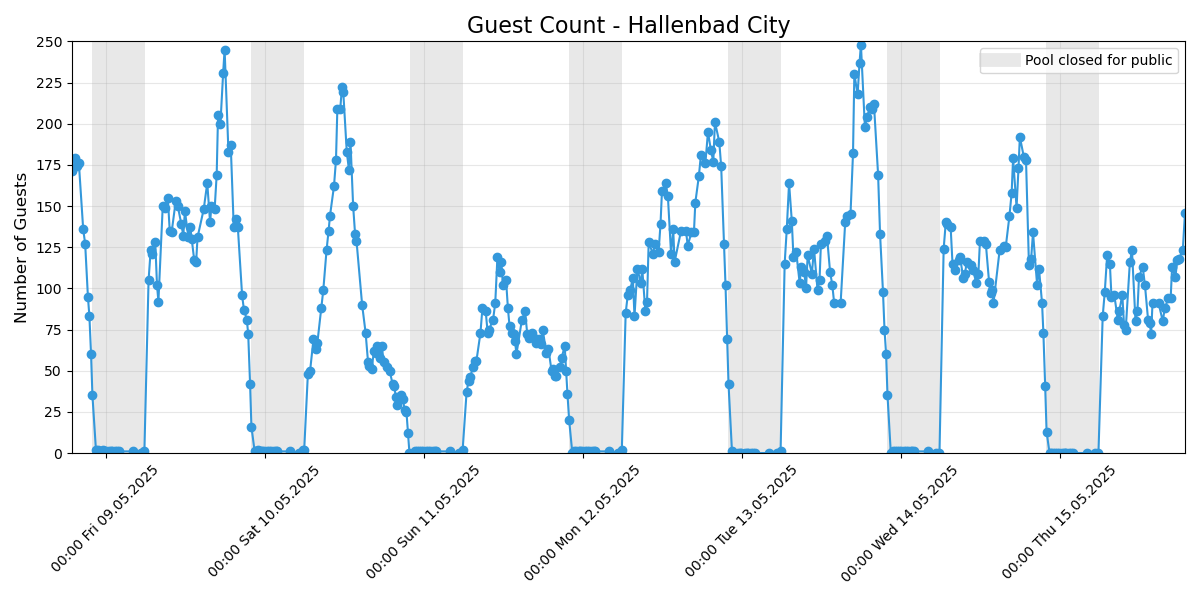 Guest Count - Hallenbad City
Pool closed for public
Number of Guests
250
225
200
175
150
125
100
75
50
25
0
00:00 Fri 09.05.2025
00:00 Sat 10.05.2025
00:00 Sun 11.05.2025
00:00 Mon 12.05.2025
00:00 Tue 13.05.2025
00:00 Wed 14.05.2025
00:00 Thu 15.05.2025